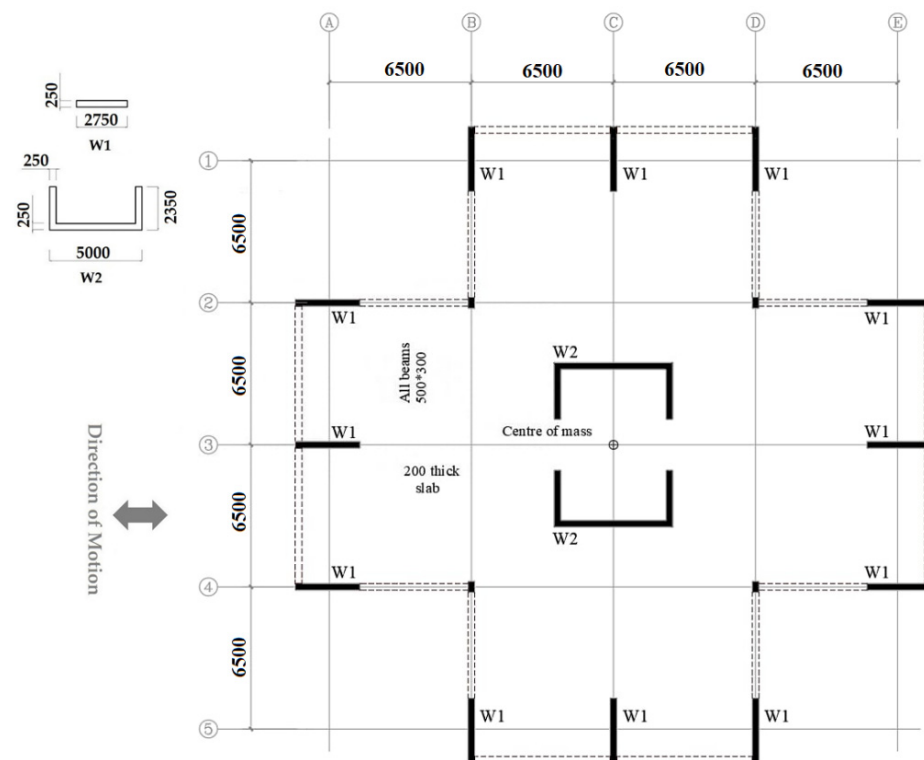 A B C D E
6500 6500 6500 6500
250
2750
W1
250
250
2350
5000
W2
1
W1 W1 W1
6500
2
W1 W1
W2
All beams
500*300
6500
Centre of mass
3
W1 W1
200 thick
slab
Direction of Motion
6500
W2
W1 W1
4
6500
W1 W1 W1
5